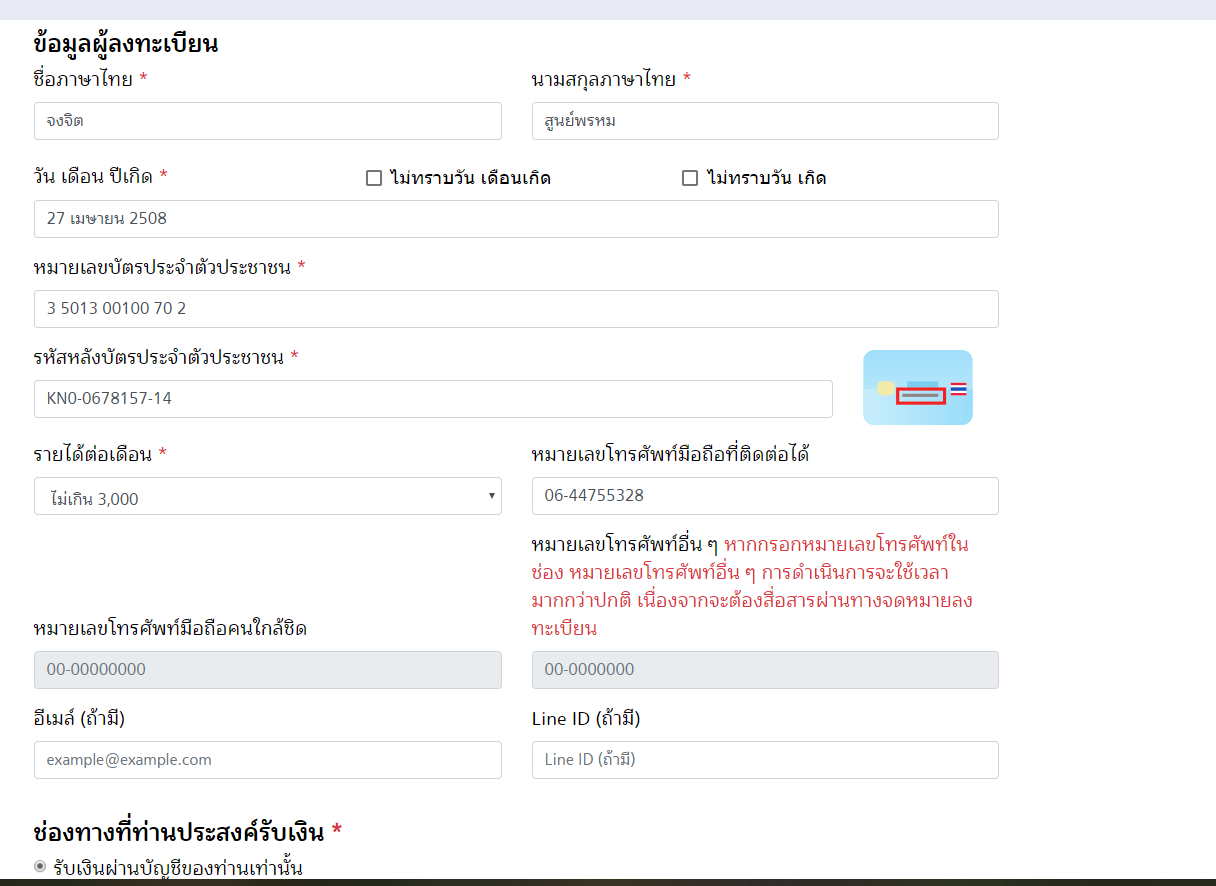 ข้อมูลผู้ลงทะเบียน
ชื่อภาษาไทย * นามสกุลภาษาไทย *
จงจิต สูนย์พรหม
วัน เดือน ปีเกิด * ไม่ทราบวัน เดือนเกิด ไม่ทราบวัน เกิด
27 เมษายน 2508
หมายเลขบัตรประจำตัวประชาชน *
3 5013 00100 70 2
รหัสหลังบัตรประจำตัวประชาชน *
KN0-0678157-14
รายได้ต่อเดือน * หมายเลขโทรศัพท์มือถือที่ติดต่อได้
ไม่เกิน 3,000 06-44755328
หมายเลขโทรศัพท์อื่น ๆ หากกรอกหมายเลขโทรศัพท์ใน
ช่อง หมายเลขโทรศัพท์อื่น ๆ การดำเนินการจะใช้เวลา
มากกว่าปกติ เนื่องจากจะต้องสื่อสารผ่านทางจดหมายลง
ทะเบียน
หมายเลขโทรศัพท์มือถือคนใกล้ชิด
00-00000000 00-0000000
อีเมล์ (ถ้ามี) Line ID (ถ้ามี)
example@example.com Line ID (ถ้ามี)
ช่องทางที่ท่านประสงค์รับเงิน *
รับเงินผ่านบัญชีของท่านเท่านั้น